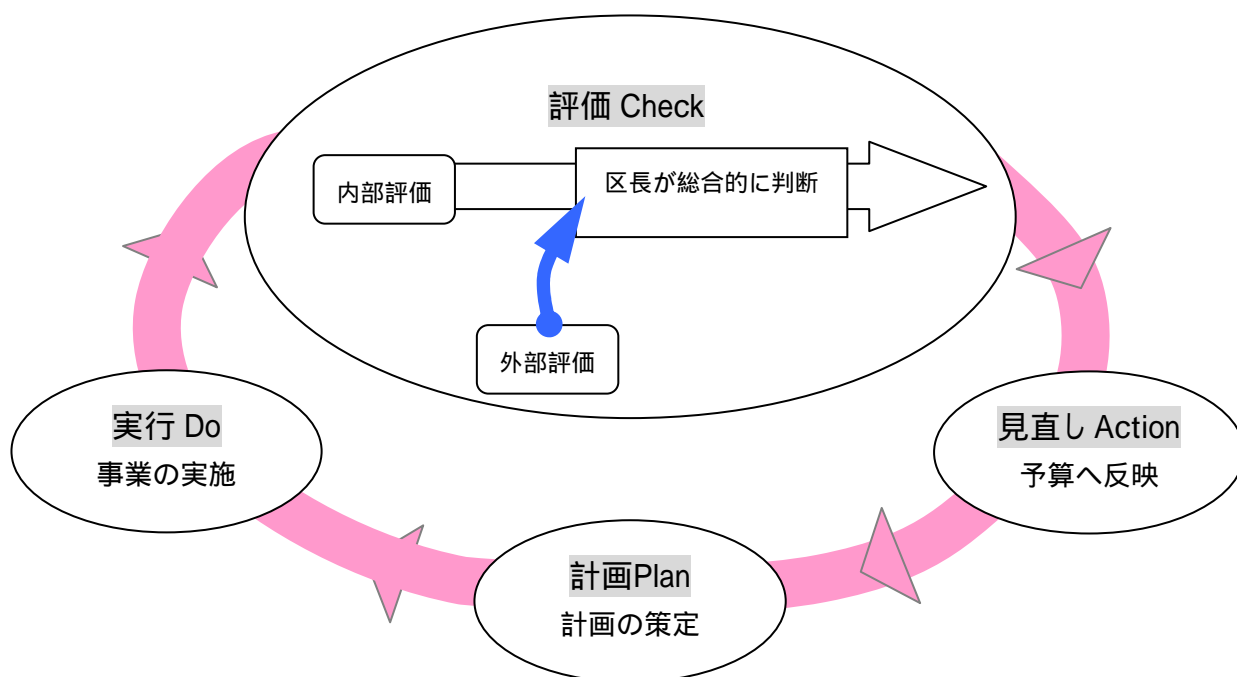 評価 Check
内部評価
区長が総合的に判断
外部評価
実行 Do
事業の実施
見直し Action
予算へ反映
計画Plan
計画の策定